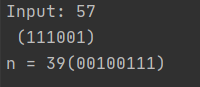 Input: 57
(111001)
n = 39(00100111)